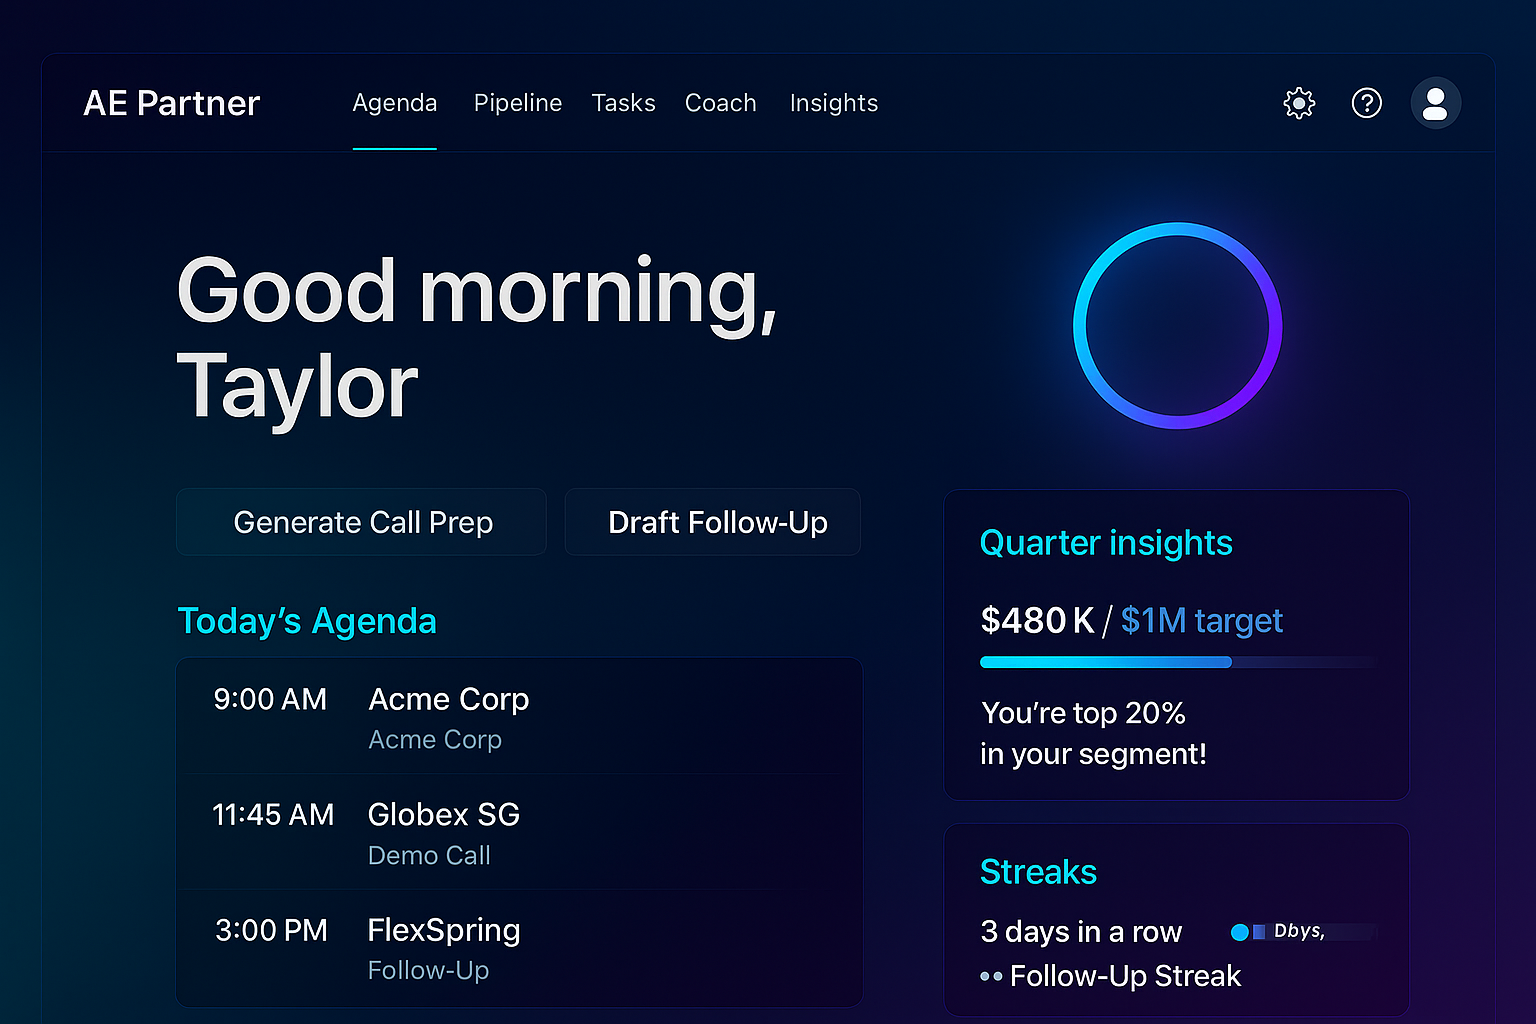 AE Partner
Agenda Pipeline Tasks Coach Insights
Good morning,
Taylor
Generate Call Prep
Draft Follow-Up
Today's Agenda
9:00 AM Acme Corp
Acme Corp
11:45 AM Globex SG
Demo Call
3:00 PM FlexSpring
Follow-Up
Quarter insights
$480 K / $1M target
You're top 20%
in your segment!
Streaks
3 days in a row Dbys,
Follow-Up Streak